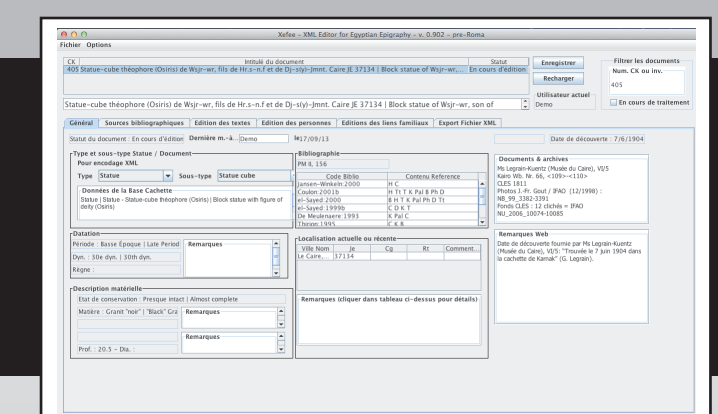 Xefee - XML Editor for Egyptian Epigraphy - v. 0.902 - pre-Roma
Fichier Options
CK Intitulé du document Statut
405 Statue-cube théophore (Osiris) de Wsjr-wr, fils de Hr.s-n.f et de Dj-s(y)-Jmnt. Caire JE 37134 | Block statue of Wsjr-wr,... En cours d'édition
Enregistrer
Recharger
Utilisateur actuel
Demo
Filtrer les documents
Num. CK ou inv.
405
En cours de traitement
Statue-cube théophore (Osiris) de Wsjr-wr, fils de Hr.s-n.f et de Dj-s(y)-Jmnt. Caire JE 37134 | Block statue of Wsjr-wr, son of
Général Sources bibliographiques Edition des textes Edition des personnes Editions des liens familiaux Export Fichier XML
Statut du document : En cours d'édition Dernière m.-à... Demo le 17/09/13 Date de découverte : 7/6/1904
Type et sous-type Statue / Document
Pour encodage XML
Type Statue Sous-type Statue cube
Données de la Base Cachette
Statue | Statue - Statue-cube théophore (Osiris) | Block statue with figure of
deity (Osiris)
Datation
Période : Basse Époque | Late Period
Dyn. : 30e dyn. | 30th dyn.
Règne :
Remarques
Description matérielle
Etat de conservation : Presque intact | Almost complete
Matière : Granit "noir" | "Black" Gra
Remarques
Remarques
Prof. : 20.5 - Dia. :
Bibliographie
PM II, 156
Code Biblio Contenu Reference
Jansen-Winkeln:2000 H C
Coulon:2001b H Tt T K Pal B Ph D
el-Sayed:2000 B H T K Pal Ph D Tt
el-Sayed:1999b C D K T
De Meulenaere:1993 K Pal C
Thirion:1995 C K B
Localisation actuelle ou récente
Ville Nom Je Cg Rt Comment...
Le Caire,... 37134
Remarques (cliquer dans tableau ci-dessus pour détails)
Documents & archives
Ms Legrain-Kuentz (Musée du Caire), VI/5
Kairo Wb. Nr. 66, <109>-<110>
CLES 1811
Photos J.-Fr. Gout / IFAO (12/1998) :
NB_99_3382-3391
Fonds CLES : 12 clichés = IFAO
NU_2006_10074-10085
Remarques Web
Date de découverte fournie par Ms Legrain-Kuentz
(Musée du Caire), VI/5: "Trouvée le 7 juin 1904 dans
la cachette de Karnak" (G. Legrain).